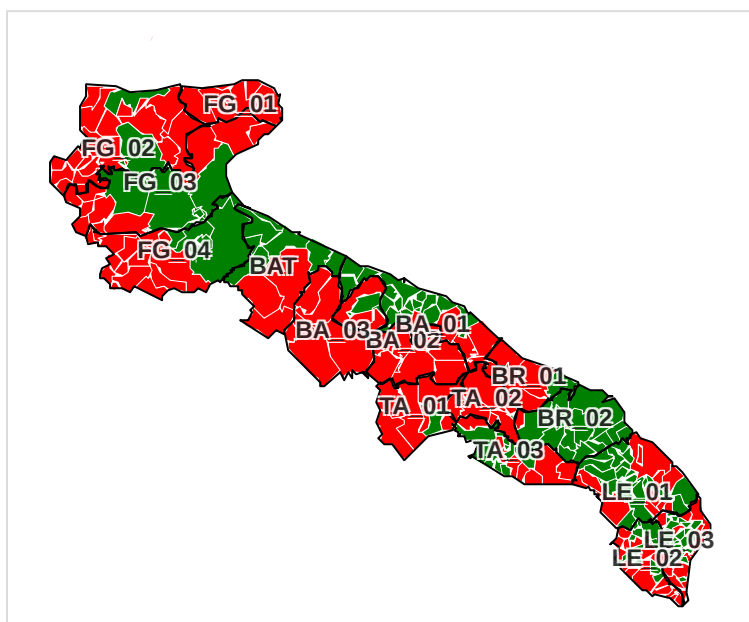 FG_01
FG_02
FG_03
FG_04
BAT
BA_01
BA_03
BA_02
BR_01
TA_02
TA_01
BR_02
TA_03
LE_01
LE_03
LE_02